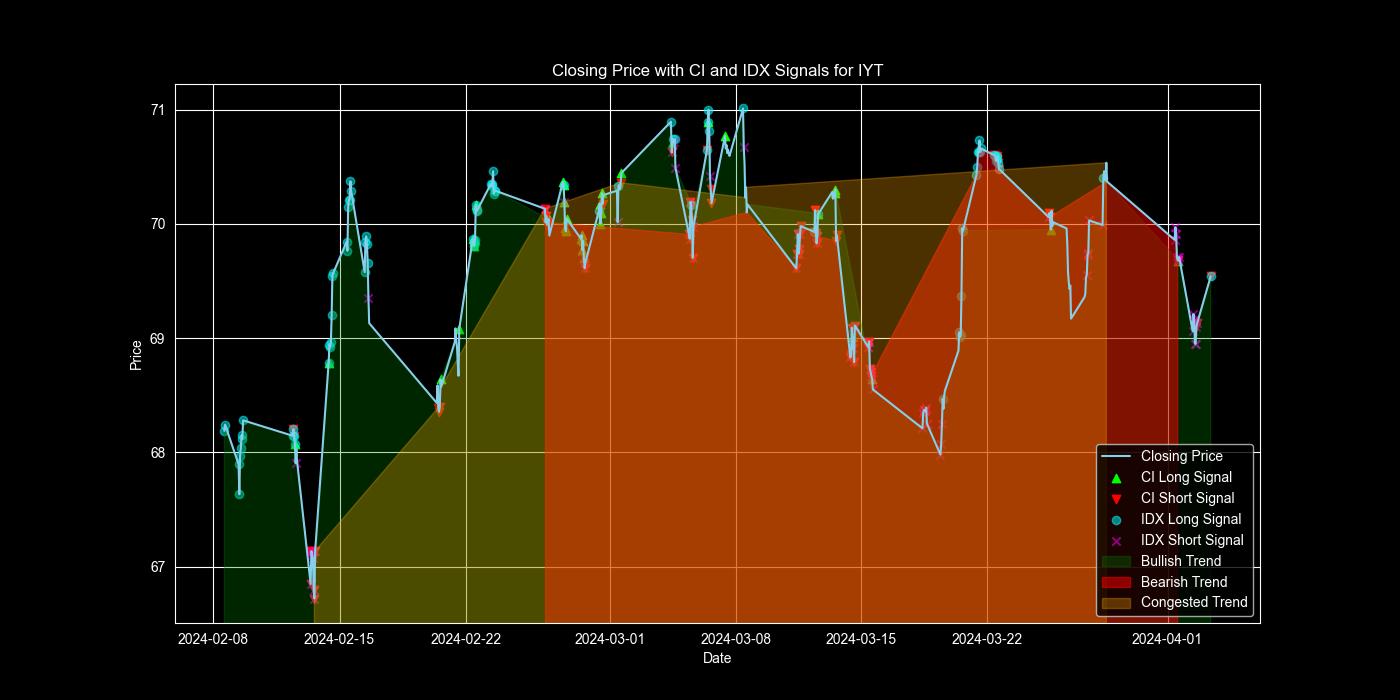 Closing Price with CI and IDX Signals for IYT
71
70
69
68
67
Price
2024-02-08
2024-02-15
2024-02-22
2024-03-01
2024-03-08
2024-03-15
2024-03-22
2024-04-01
Date
Closing Price
CI Long Signal
CI Short Signal
IDX Long Signal
IDX Short Signal
Bullish Trend
Bearish Trend
Congested Trend